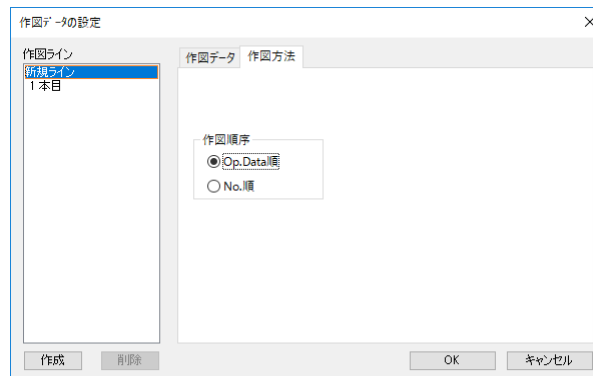 作図ﾃﾞｰﾀの設定
作図ライン
新規ライン
1本目
作図データ
作図方法
作図順序
Op.Data順
No.順
作成
削除
OK
キャンセル